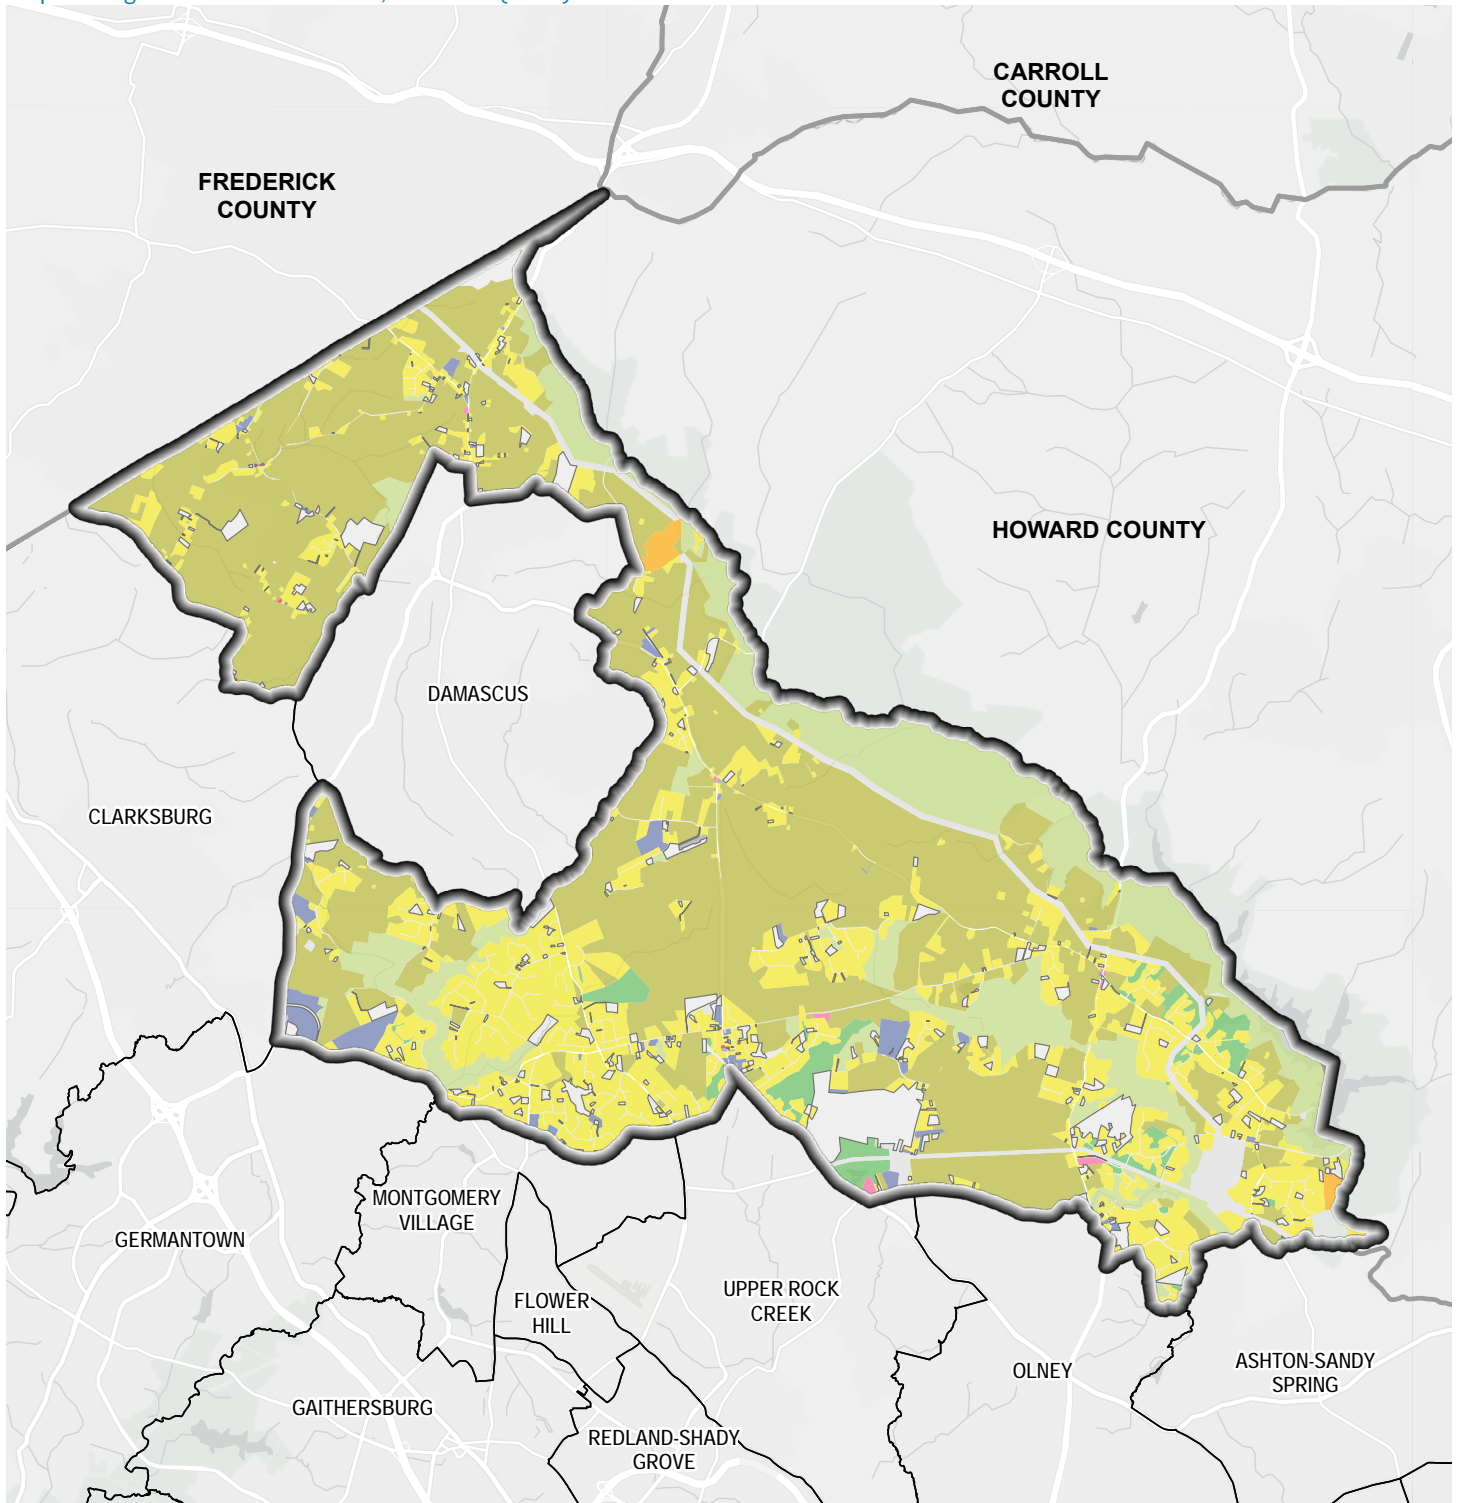 CARROLL
COUNTY
FREDERICK
COUNTY
HOWARD COUNTY
DAMASCUS
CLARKSBURG
MONTGOMERY
VILLAGE
GERMANTOWN
FLOWER
HILL
UPPER ROCK
CREEK
OLNEY
ASHTON-SANDY
SPRING
GAITHERSBURG
REDLAND-SHADY
GROVE